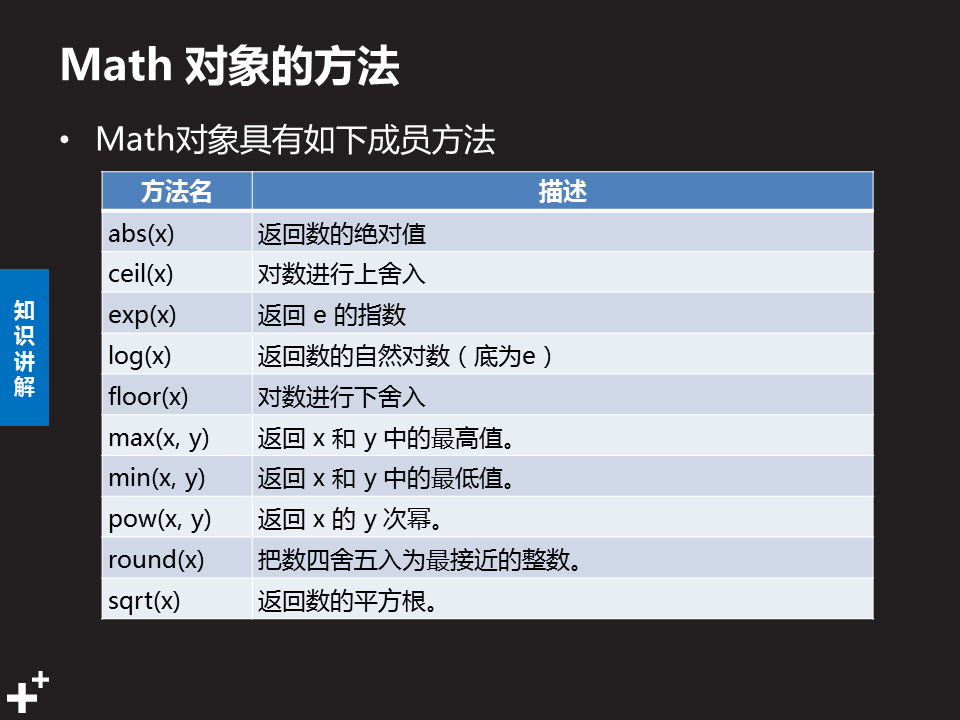 Math 对象的方法
• Math对象具有如下成员方法
方法名 描述
abs(x) 返回数的绝对值
ceil(x) 对数进行上舍入
exp(x) 返回 e 的指数
log(x) 返回数的自然对数（底为e）
floor(x) 对数进行下舍入
max(x, y) 返回 x 和 y 中的最高值。
min(x, y) 返回 x 和 y 中的最低值。
pow(x, y) 返回 x 的 y 次幂。
round(x) 把数四舍五入为最接近的整数。
sqrt(x) 返回数的平方根。
知
识
讲
解